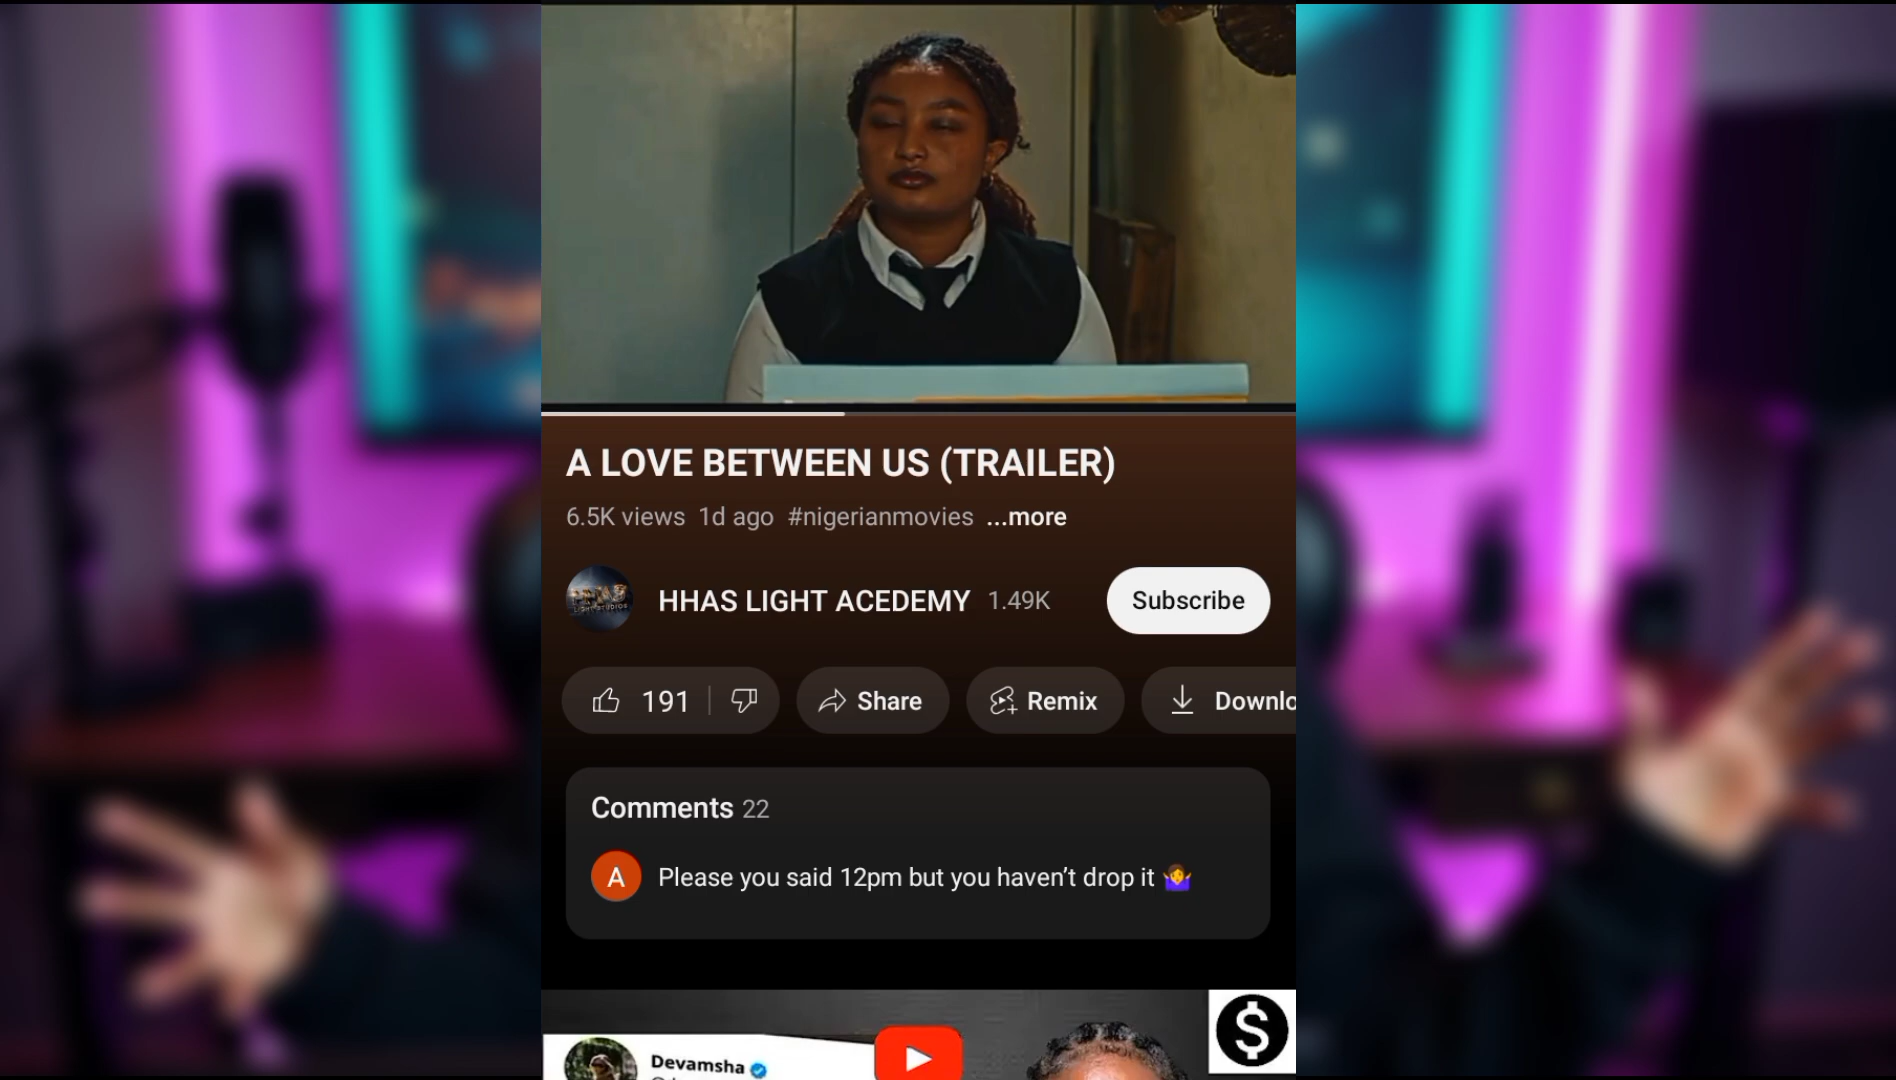 A LOVE BETWEEN US (TRAILER)
6.5K views 1d ago #nigerianmovies ...more
HHAS LIGHT ACEDEMY 1.49K
Subscribe
191
Share
Remix
Downlo
Comments 22
A
Please you said 12pm but you haven’t drop it 🤷‍♀️
$
Devamsha